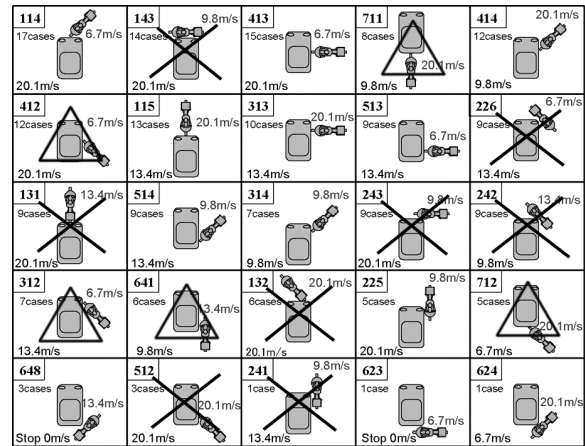 114
17cases
6.7m/s
20.1m/s
143
9.8m/s
14cases
20.1m/s
413
15cases
6.7m/s
20.1m/s
711
8cases
20.1m/s
9.8m/s
414
20.1m/s
12cases
9.8m/s
412
12cases
6.7m/s
20.1m/s
115
13cases
20.1m/s
13.4m/s
313
10cases
20.1m/s
13.4m/s
513
9cases
6.7m/s
13.4m/s
226
6.7m/s
9cases
13.4m/s
131
13.4m/s
9cases
20.1m/s
514
9cases
9.8m/s
13.4m/s
314
9.8m/s
7cases
9.8m/s
243
9.8m/s
9cases
20.1m/s
242
13.4m/s
9cases
9.8m/s
312
7cases
6.7m/s
13.4m/s
641
6cases
13.4m/s
9.8m/s
132
20.1m/s
6cases
20.1m/s
225
9.8m/s
5cases
20.1m/s
712
5cases
20.1m/s
6.7m/s
648
3cases
13.4m/s
Stop 0m/s
512
3cases
20.1m/s
20.1m/s
241
9.8m/s
1case
13.4m/s
623
1case
6.7m/s
Stop 0m/s
624
1case
20.1m/s
6.7m/s